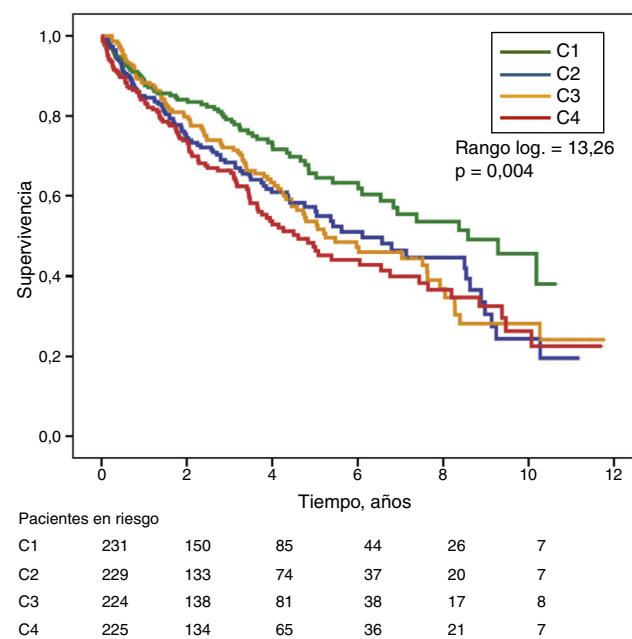 1,0
0,8
0,6
0,4
0,2
0,0
Supervivencia
C1
C2
C3
C4
Rango log. = 13,26
p = 0,004
0 2 4 6 8 10 12
Tiempo, años
Pacientes en riesgo
C1 231 150 85 44 26 7
C2 229 133 74 37 20 7
C3 224 138 81 38 17 8
C4 225 134 65 36 21 7